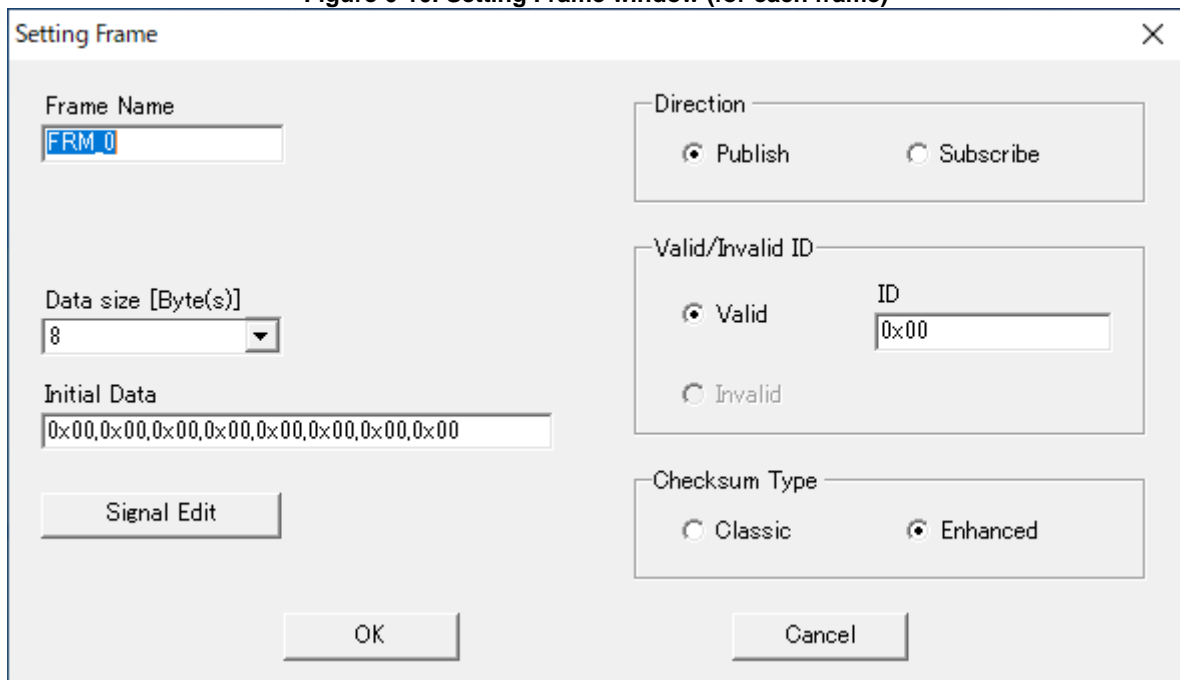 Setting Frame
Frame Name
FRM_0
Data size [Byte(s)]
8
Initial Data
0x00,0x00,0x00,0x00,0x00,0x00,0x00,0x00
Signal Edit
Direction
Publish Subscribe
Valid/Invalid ID
Valid
ID
0x00
Invalid
Checksum Type
Classic Enhanced
OK Cancel